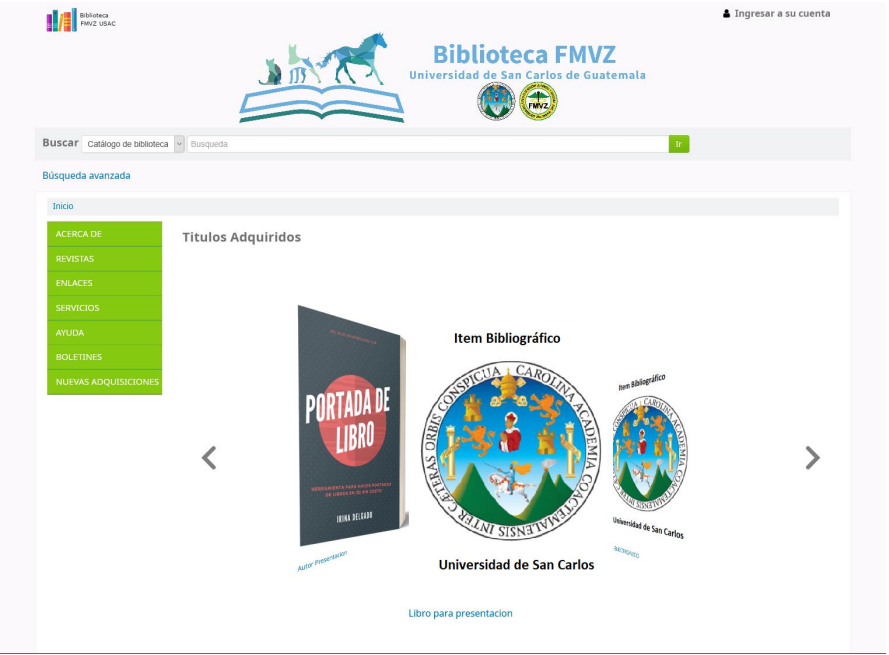 Biblioteca
FMVZ USAC
Ingresar a su cuenta
Biblioteca FMVZ
Universidad de San Carlos de Guatemala
FMVZ
Buscar Catálogo de biblioteca Busqueda Ir
Búsqueda avanzada
Inicio
ACERCA DE
REVISTAS
ENLACES
SERVICIOS
AYUDA
BOLETINES
NUEVAS ADQUISICIONES
Titulos Adquiridos
PORTADA DE
LIBRO
HERRAMIENTA PARA HACER PORTADAS
DE LIBROS EN 3D SIN COSTO
IRINA DELGADO
Autor Presentacion
Item Bibliográfico
CAROLINA ACADEMIA COACTEMALENSIS INTER CÆTERAS ORBIS CONSPICUA
Universidad de San Carlos
Item Bibliográfico
Universidad de San Carlos
Libro para presentacion